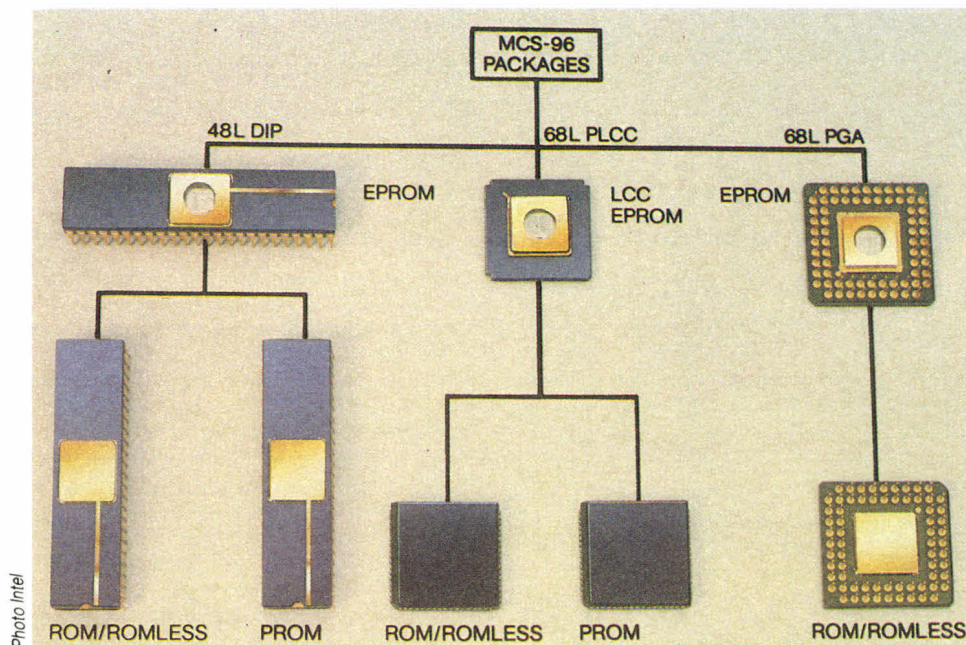 MCS-96
PACKAGES
48L DIP
68L PLCC
68L PGA
EPROM
LCC
EPROM
EPROM
ROM/ROMLESS
PROM
ROM/ROMLESS
PROM
ROM/ROMLESS
Photo Intel